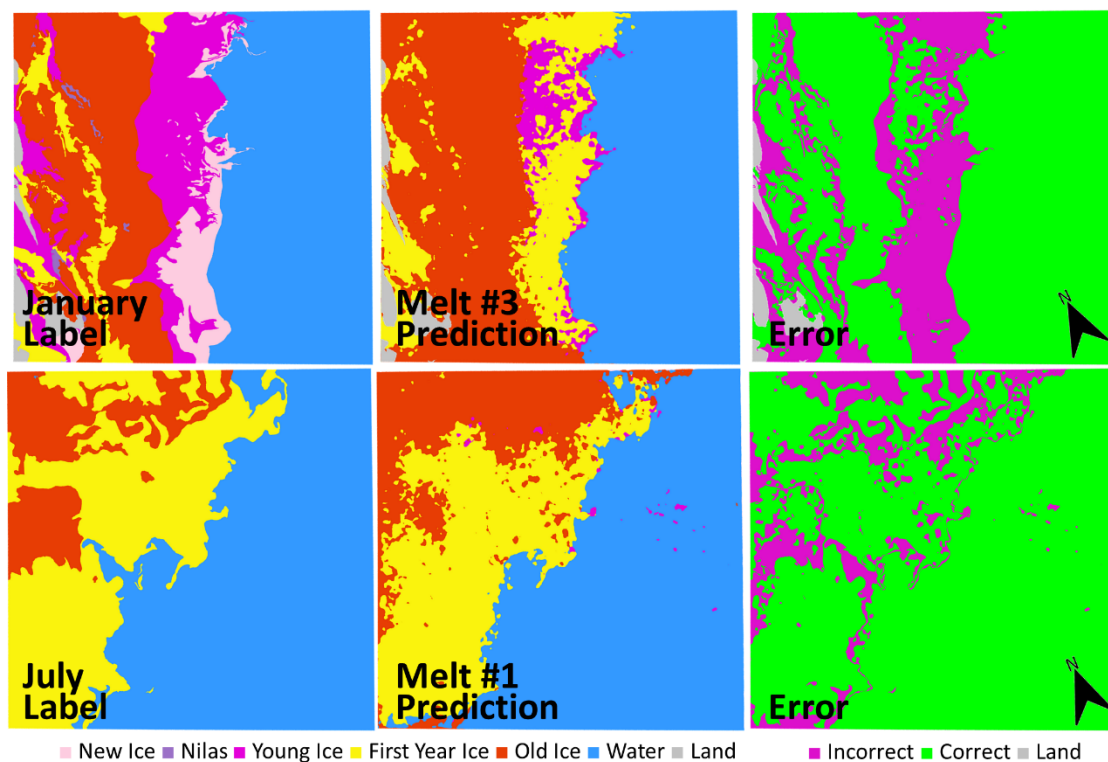 January
Label
Melt #3
Prediction
Error
N
July
Label
Melt #1
Prediction
Error
N
New Ice Nilas Young Ice First Year Ice Old Ice Water Land
Incorrect Correct Land